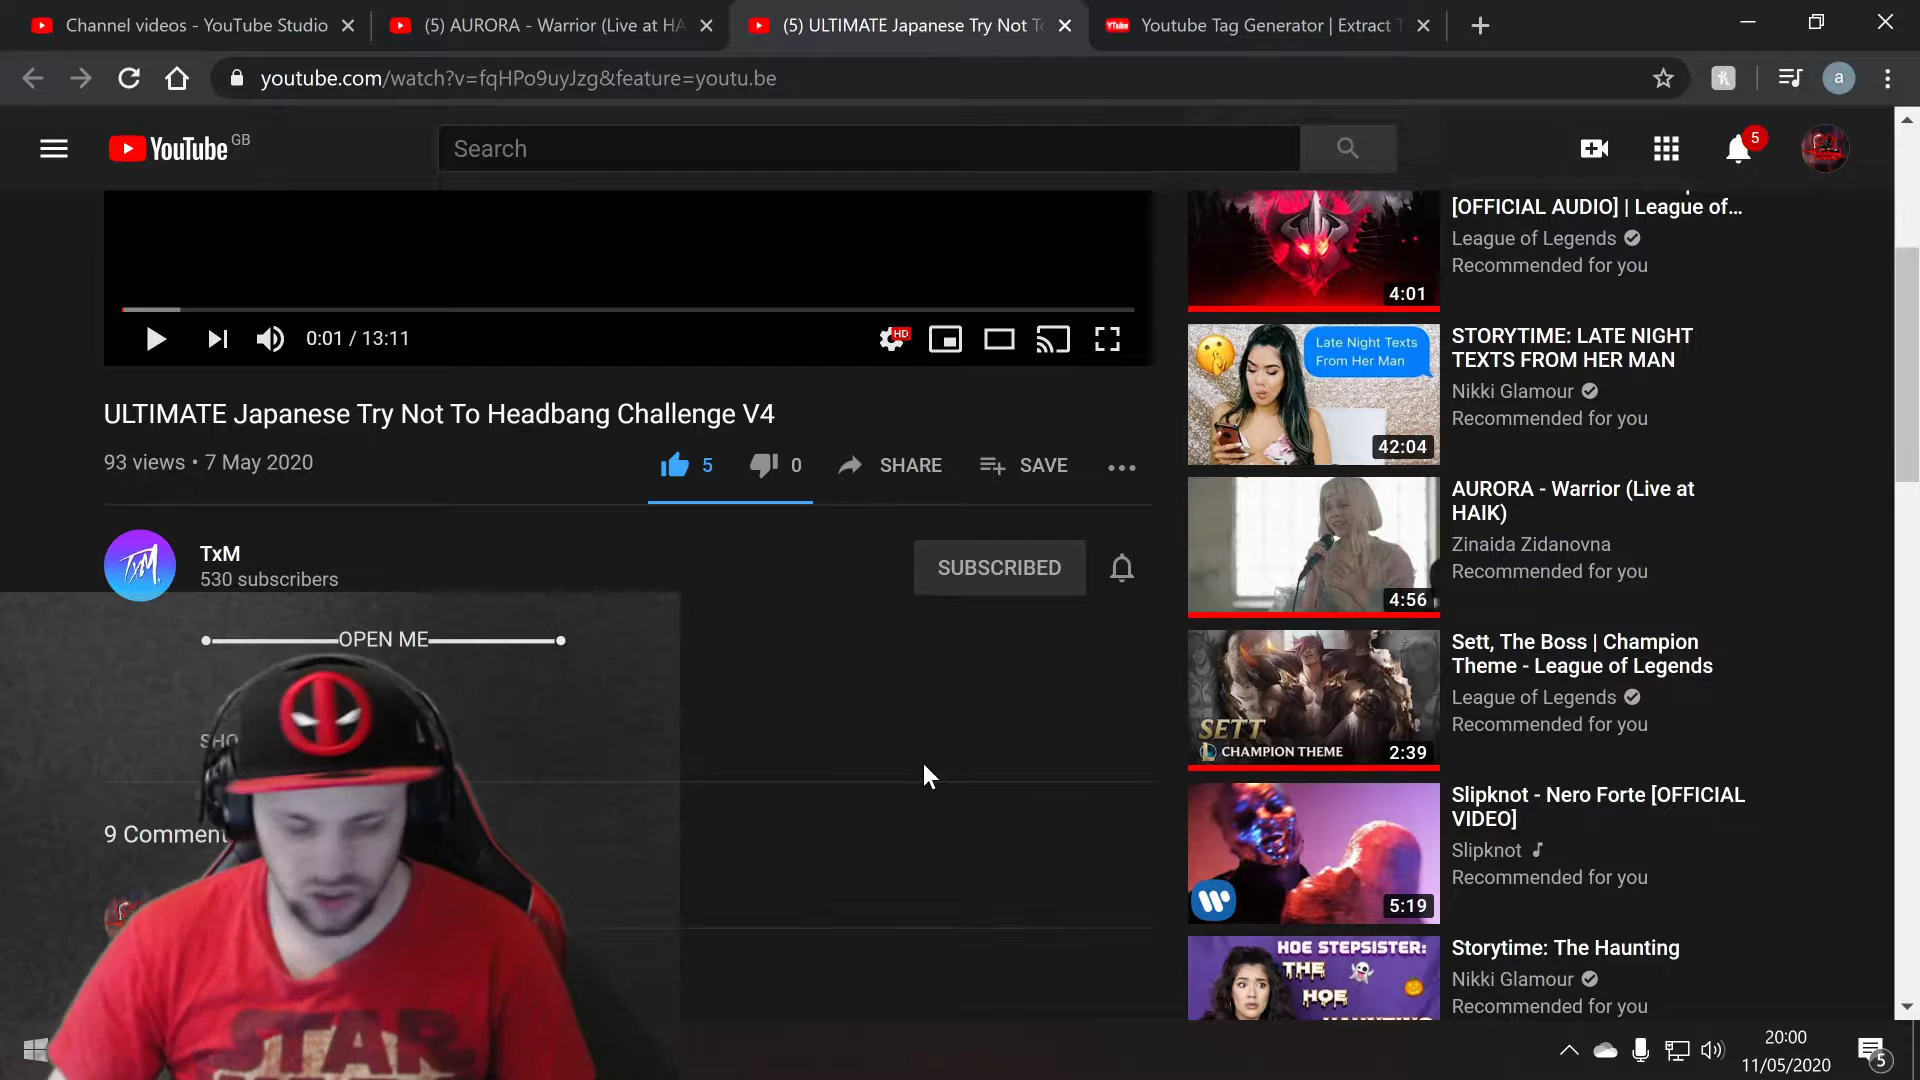 Channel videos - YouTube Studio
(5) AURORA - Warrior (Live at HA
(5) ULTIMATE Japanese Try Not To
Youtube Tag Generator | Extract T
youtube.com/watch?v=fqHPo9uyJzg&feature=youtu.be
a
YouTube GB
Search
5
0:01 / 13:11
HD
ULTIMATE Japanese Try Not To Headbang Challenge V4
93 views • 7 May 2020
5
0
SHARE
SAVE
TxM
TxM
530 subscribers
SUBSCRIBED
OPEN ME
SHO
9 Comment
STAR
[OFFICIAL AUDIO] | League of...
League of Legends
Recommended for you
4:01
Late Night Texts
From Her Man
42:04
STORYTIME: LATE NIGHT
TEXTS FROM HER MAN
Nikki Glamour
Recommended for you
4:56
AURORA - Warrior (Live at
HAIK)
Zinaida Zidanovna
Recommended for you
SETT
CHAMPION THEME
2:39
Sett, The Boss | Champion
Theme - League of Legends
League of Legends
Recommended for you
5:19
Slipknot - Nero Forte [OFFICIAL
VIDEO]
Slipknot
Recommended for you
HOE STEPSISTER:
THE
HOE
Storytime: The Haunting
Nikki Glamour
Recommended for you
20:00
11/05/2020
5